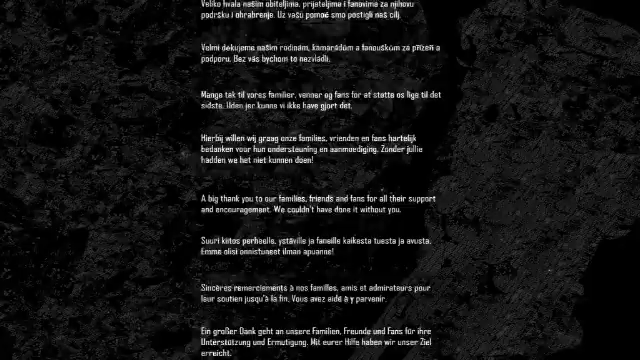 Veliko hvala našim obiteljima, prijateljima i fanovima za njihovu
podršku i ohrabrenje. Uz vašu pomoć smo postigli naš cilj.
Velmi děkujeme našim rodinám, kamarádům a fanouškům za přízeň a
podporu. Bez vás bychom to nezvládli.
Mange tak til vores familier, venner og fans for at støtte os lige til det
sidste. Uden jer kunne vi ikke have gjort det.
Hierbij willen wij graag onze families, vrienden en fans hartelijk
bedanken voor hun ondersteuning en aanmoediging. Zonder jullie
hadden we het niet kunnen doen!
A big thank you to our families, friends and fans for all their support
and encouragement. We couldn't have done it without you.
Suuri kiitos perheelle, ystäville ja faneille kaikesta tuesta ja avusta.
Emme olisi onnistuneet ilman apuanne!
Sincères remerciements à nos familles, amis et admirateurs pour
leur soutien jusqu'à la fin. Vous avez aidé à y parvenir.
Ein großer Dank geht an unsere Familien, Freunde und Fans für ihre
Unterstützung und Ermutigung. Mit eurer Hilfe haben wir unser Ziel
erreicht.